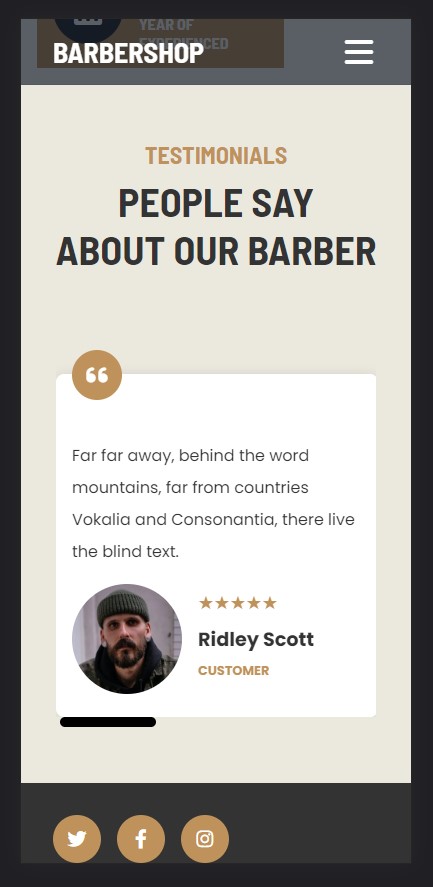 YEAR OF
EXPERIENCED
BARBERSHOP
TESTIMONIALS
PEOPLE SAY
ABOUT OUR BARBER
Far far away, behind the word
mountains, far from countries
Vokalia and Consonantia, there live
the blind text.
★★★★★
Ridley Scott
CUSTOMER